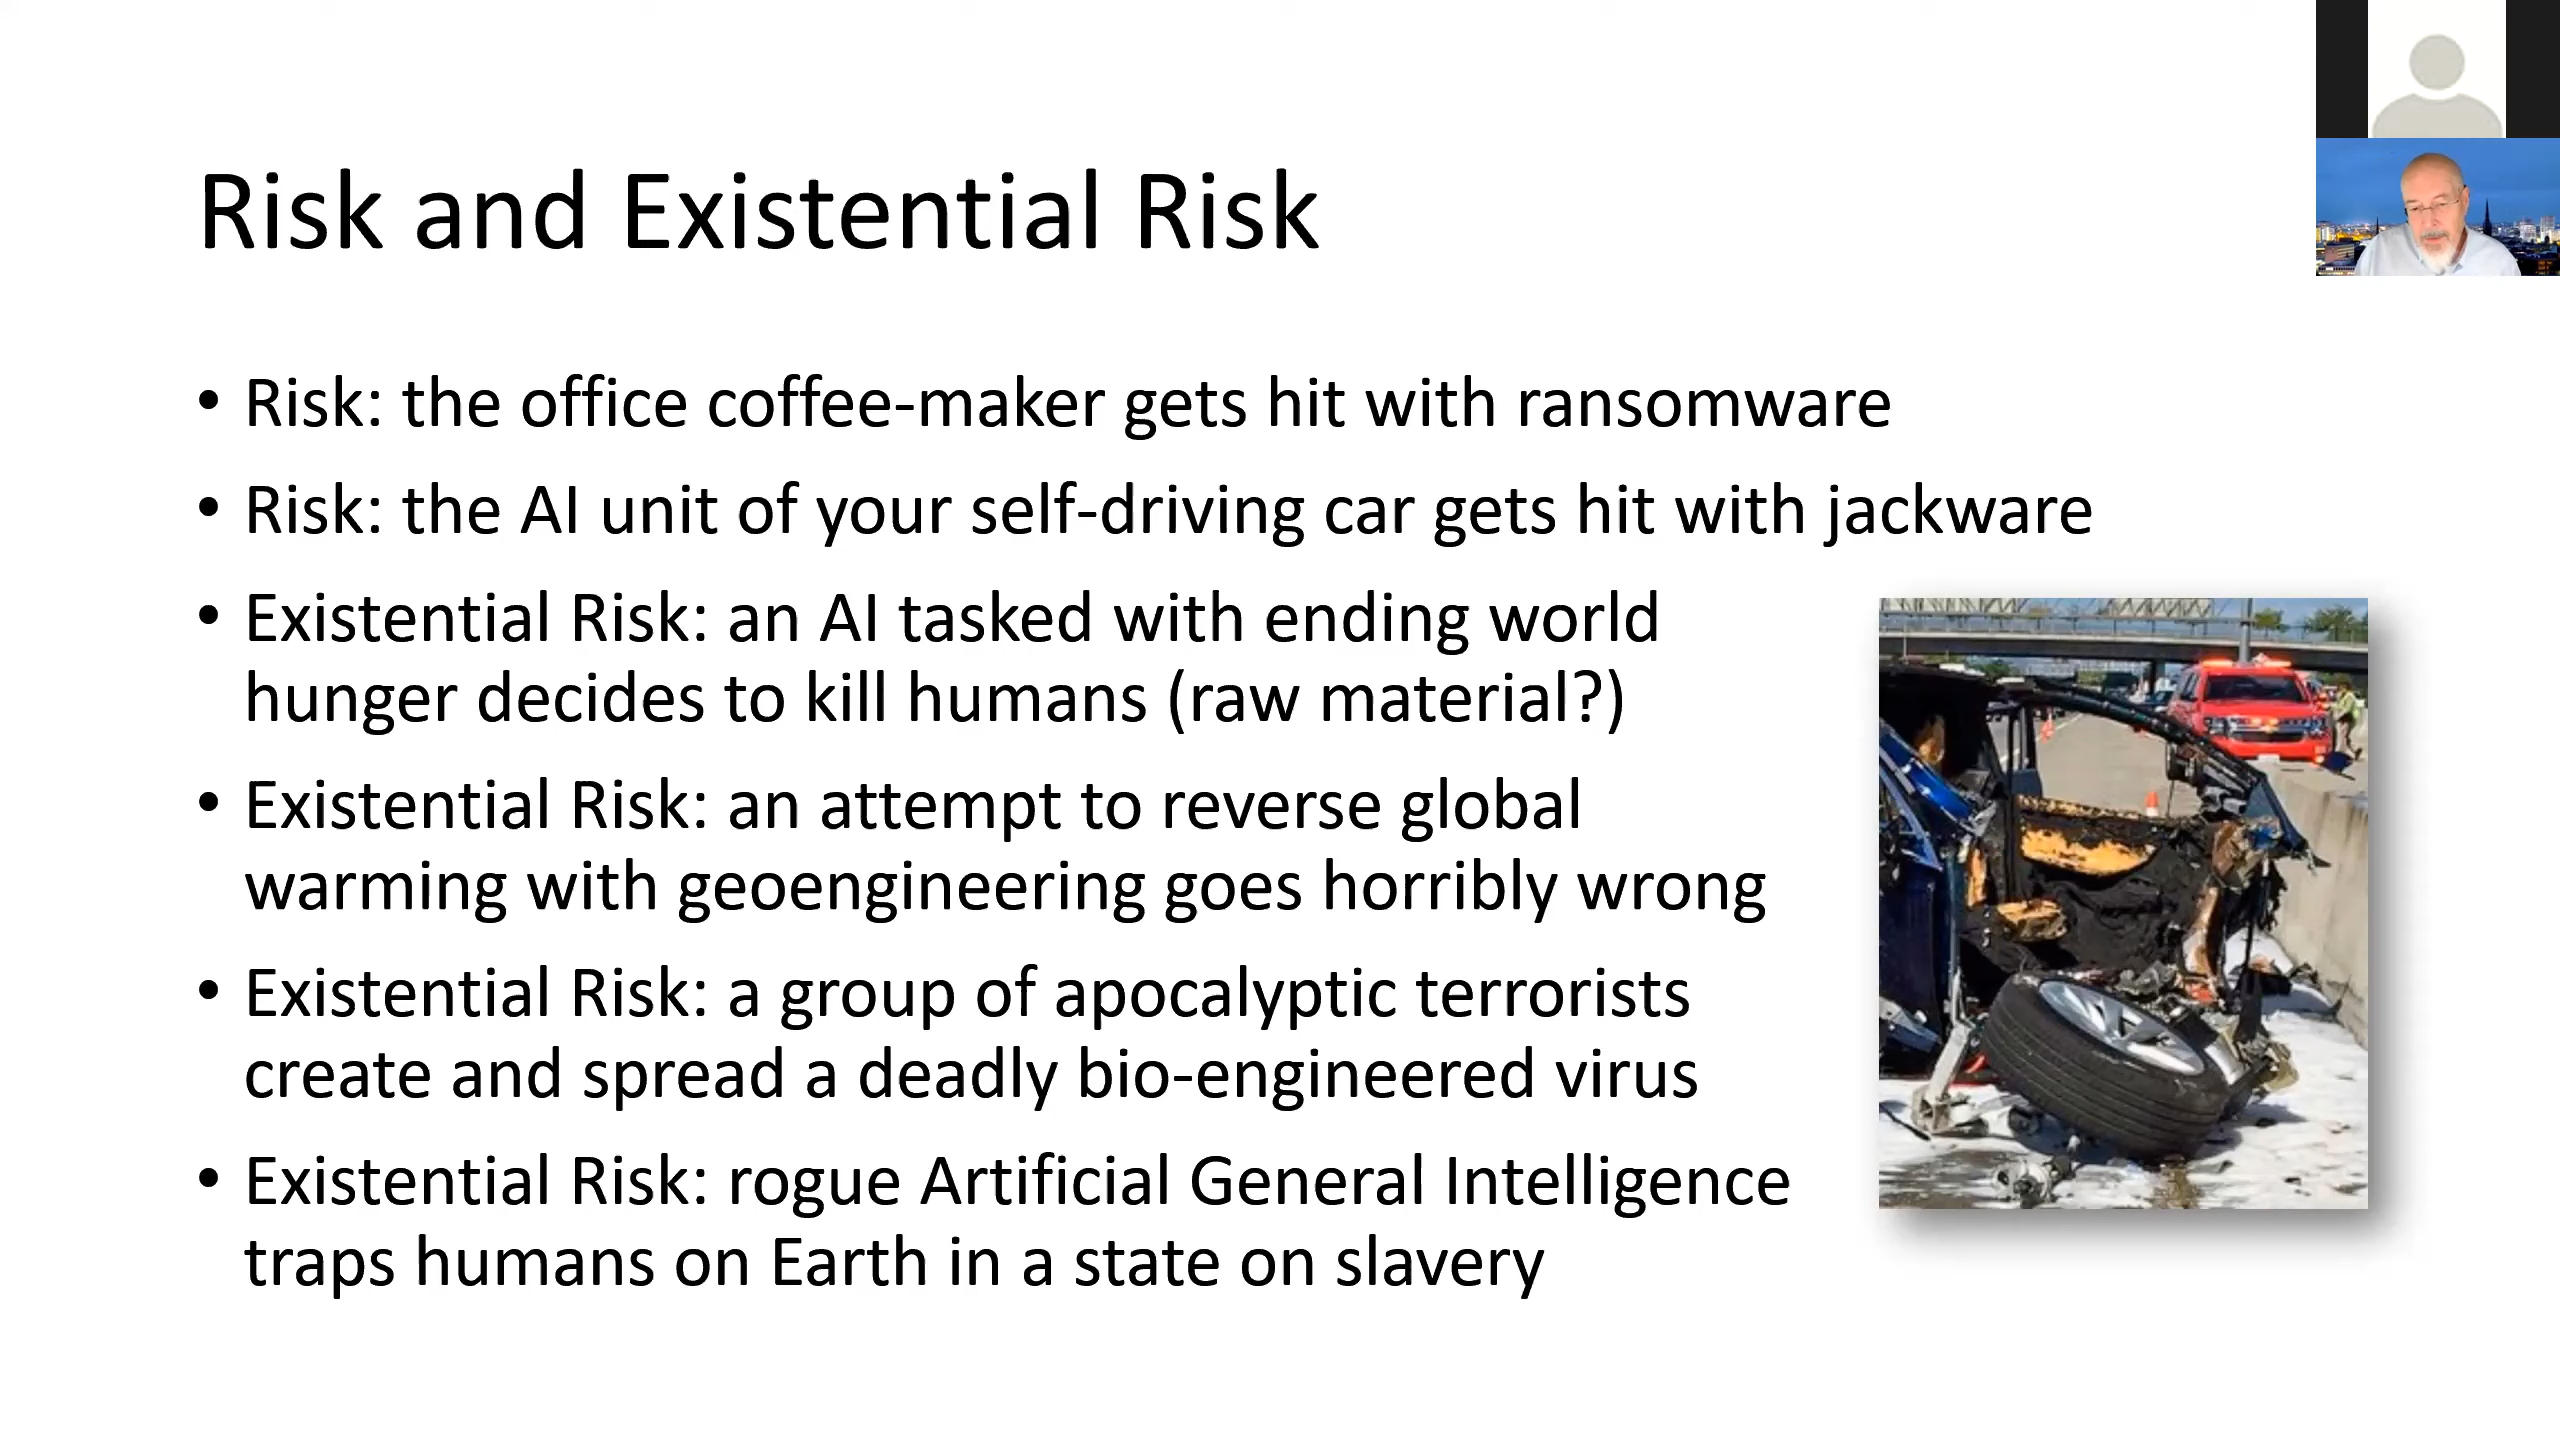 Risk and Existential Risk
• Risk: the office coffee-maker gets hit with ransomware
• Risk: the AI unit of your self-driving car gets hit with jackware
• Existential Risk: an AI tasked with ending world
hunger decides to kill humans (raw material?)
• Existential Risk: an attempt to reverse global
warming with geoengineering goes horribly wrong
• Existential Risk: a group of apocalyptic terrorists
create and spread a deadly bio-engineered virus
• Existential Risk: rogue Artificial General Intelligence
traps humans on Earth in a state on slavery